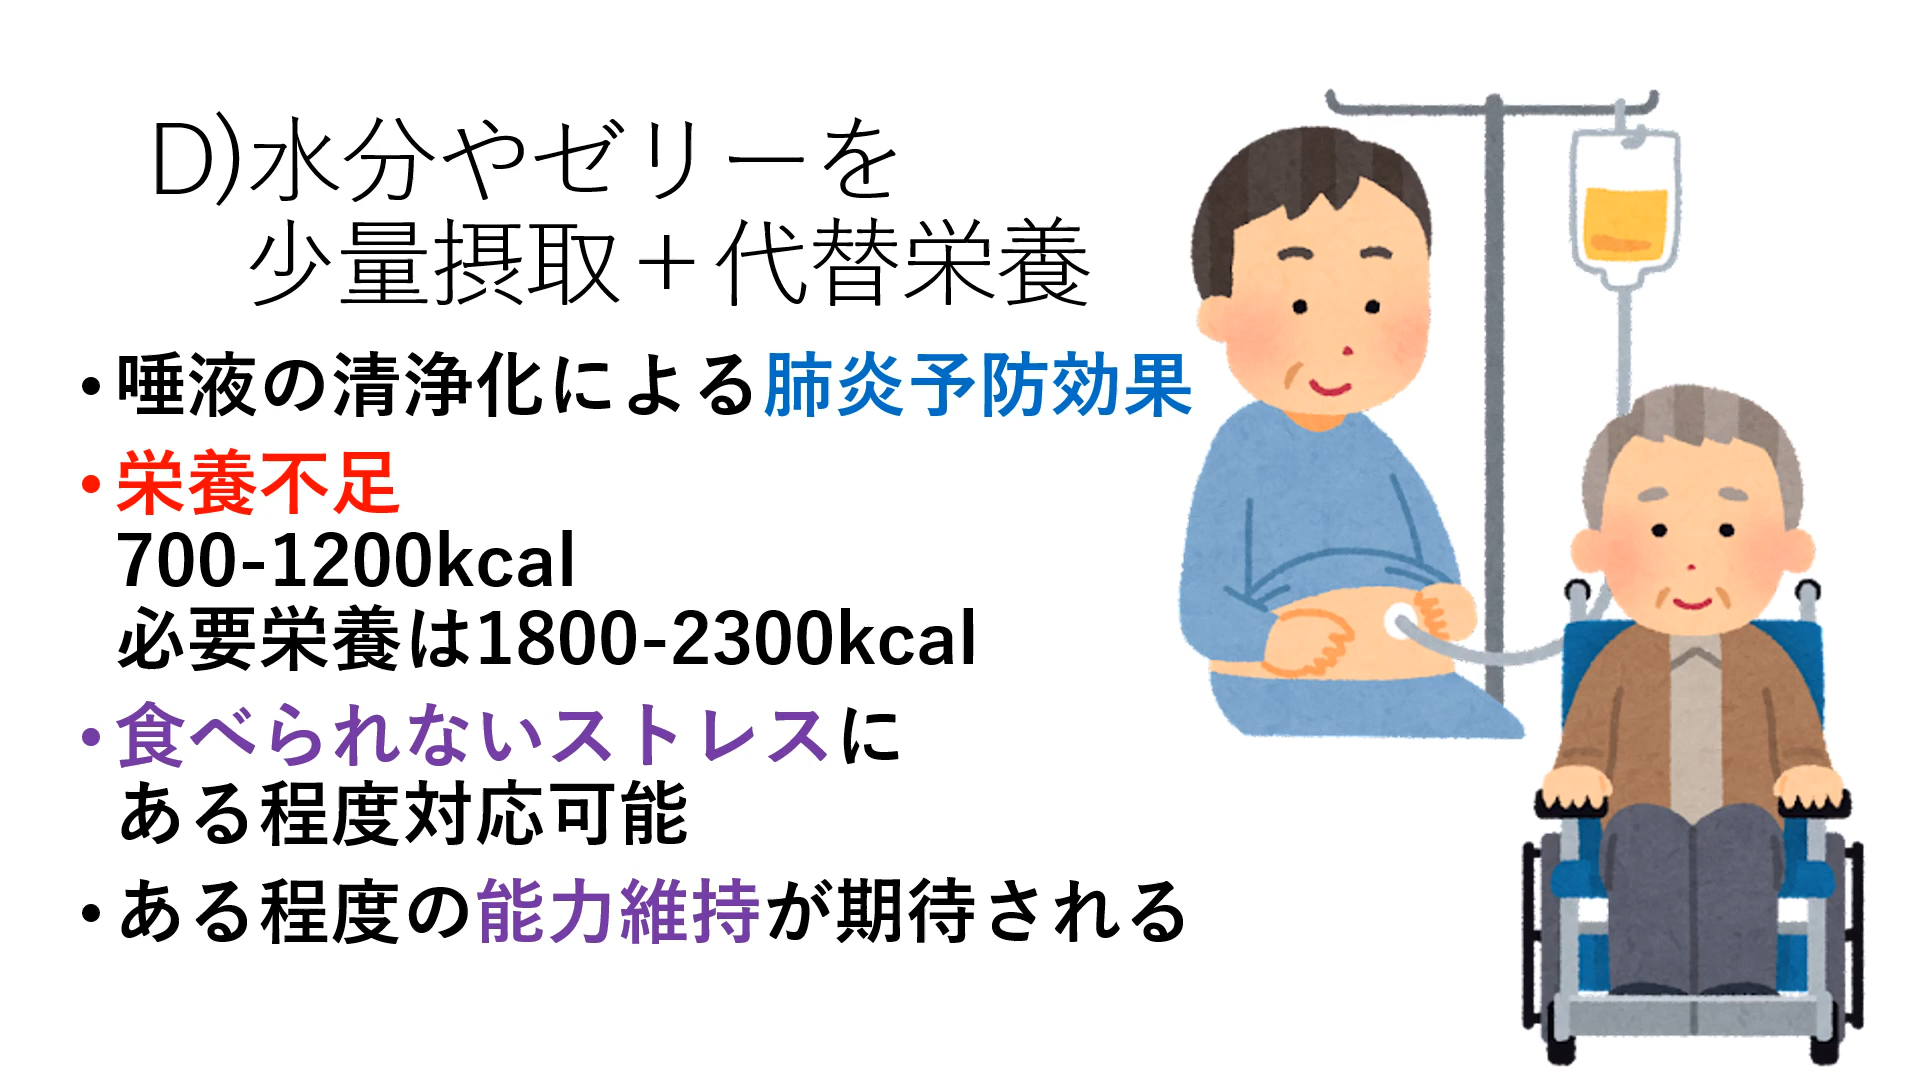 D)水分やゼリーを
少量摂取＋代替栄養
•唾液の清浄化による肺炎予防効果
•栄養不足
700-1200kcal
必要栄養は1800-2300kcal
•食べられないストレスに
ある程度対応可能
•ある程度の能力維持が期待される